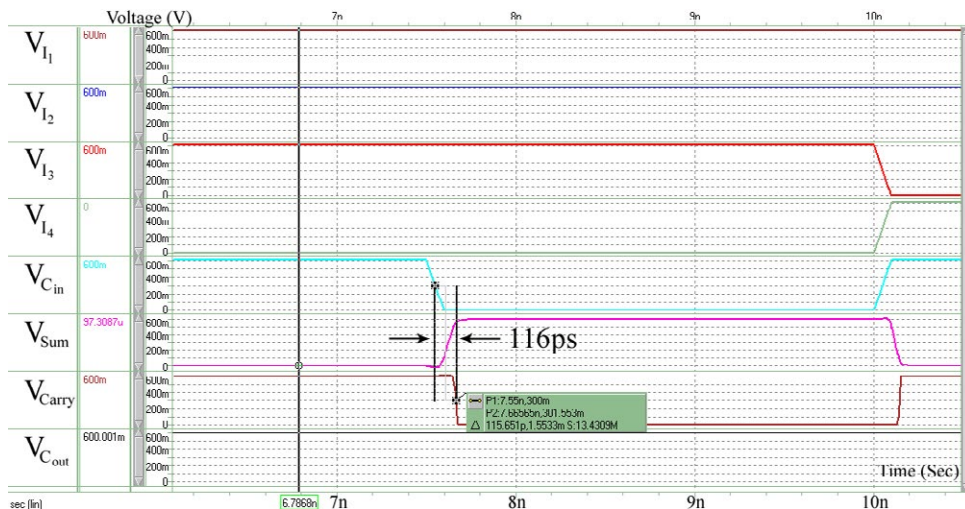 Voltage (V)
7n 8n 9n 10n
V_I1 600m 600m 400m 200m 0
V_I2 600m 600m 400m 200m 0
V_I3 600m 600m 400m 200m 0
V_I4 0 600m 400m 200m 0
V_Cin 600m 600m 400m 200m 0
V_Sum 97.3087u 600m 400m 200m 0
116ps
V_Carry 600m 600m 400m 200m 0
P1:7.55n,300m
P2:7.66565n,301.553m
Δ 115.651p,1.5533m S:13.4309M
V_Cout 600.001m 600m 400m 200m 0
Time (Sec)
sec (lin) 6.7868n 7n 8n 9n 10n